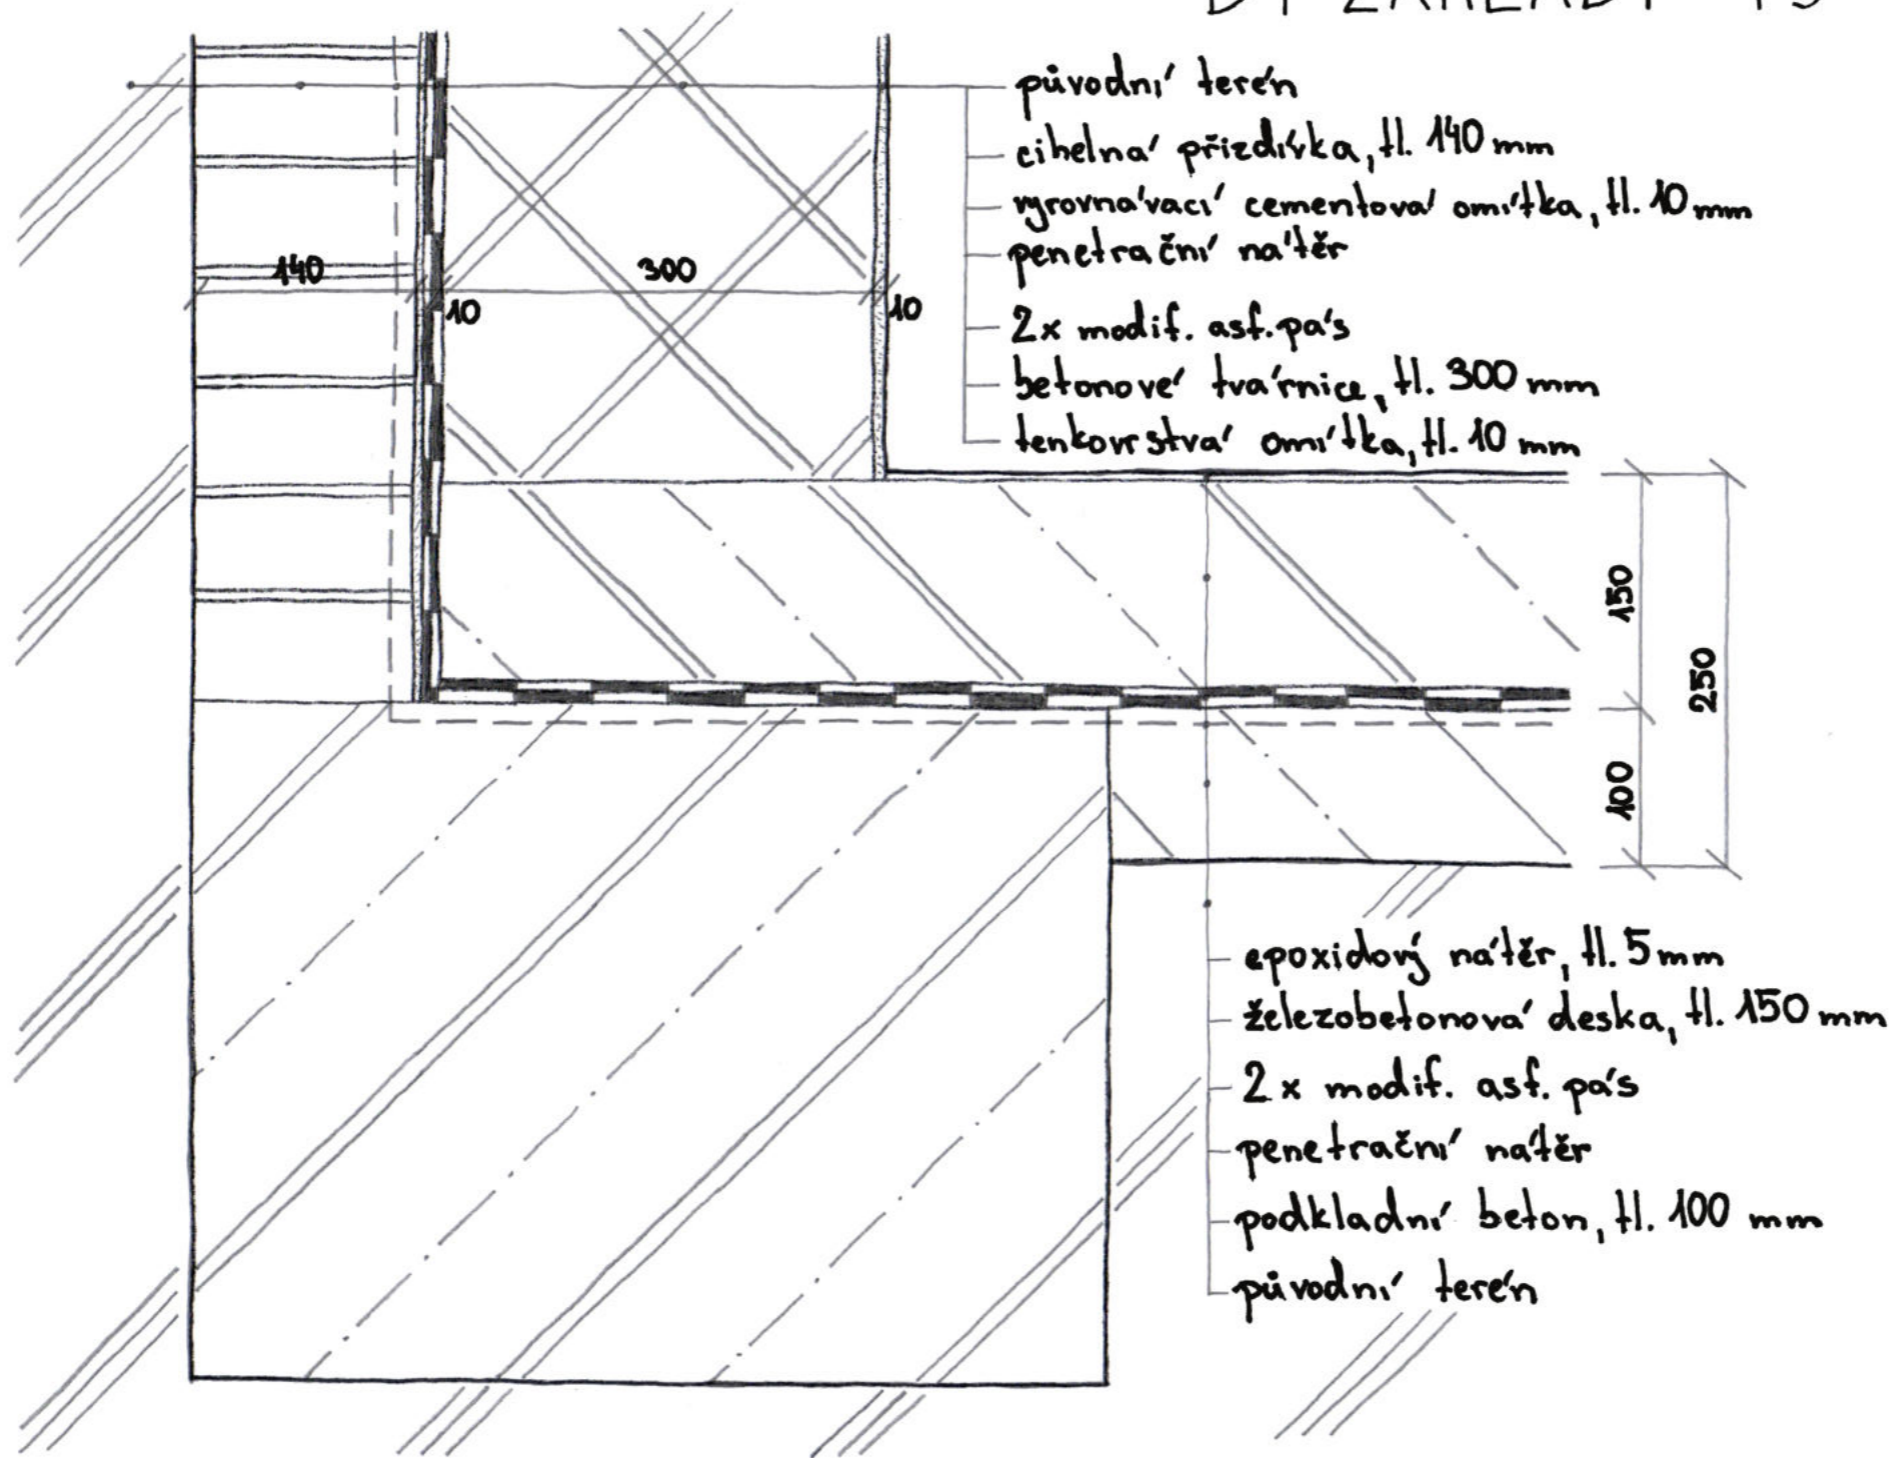 původní terén
cihelná přizdívka, tl. 140 mm
vyrovnávací cementová omítka, tl. 10 mm
penetrační nátěr
2x modif. asf. pás
betonové tvárnice, tl. 300 mm
tenkovrstvá omítka, tl. 10 mm
140
10
300
10
150
250
100
epoxidový nátěr, tl. 5 mm
železobetonová deska, tl. 150 mm
2x modif. asf. pás
penetrační nátěr
podkladní beton, tl. 100 mm
původní terén